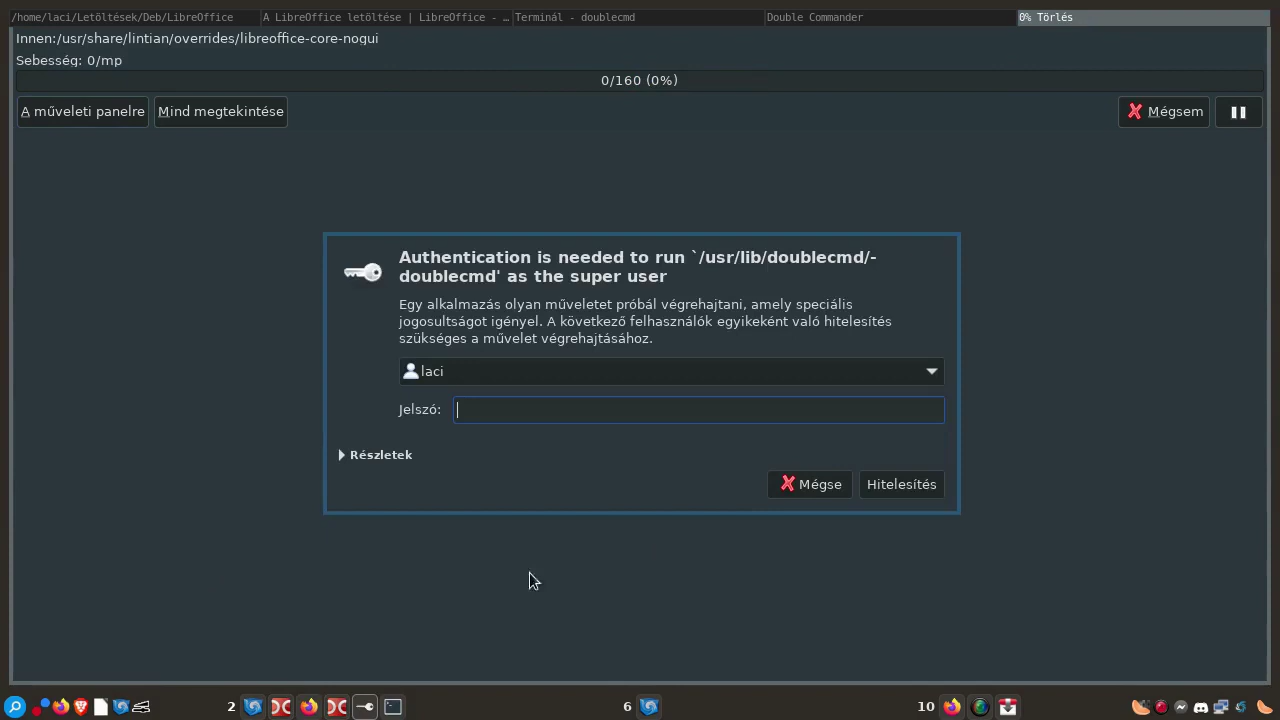 /home/laci/Letöltések/Deb/LibreOffice
A LibreOffice letöltése | LibreOffice - …
Terminál - doublecmd
Double Commander
0% Törlés
Innen:/usr/share/lintian/overrides/libreoffice-core-nogui
Sebesség: 0/mp
0/160 (0%)
A műveleti panelre
Mind megtekintése
Mégsem
Authentication is needed to run `/usr/lib/doublecmd/-
doublecmd' as the super user
Egy alkalmazás olyan műveletet próbál végrehajtani, amely speciális
jogosultságot igényel. A következő felhasználók egyikeként való hitelesítés
szükséges a művelet végrehajtásához.
laci
Jelszó:
Részletek
Mégse
Hitelesítés
2
6
10